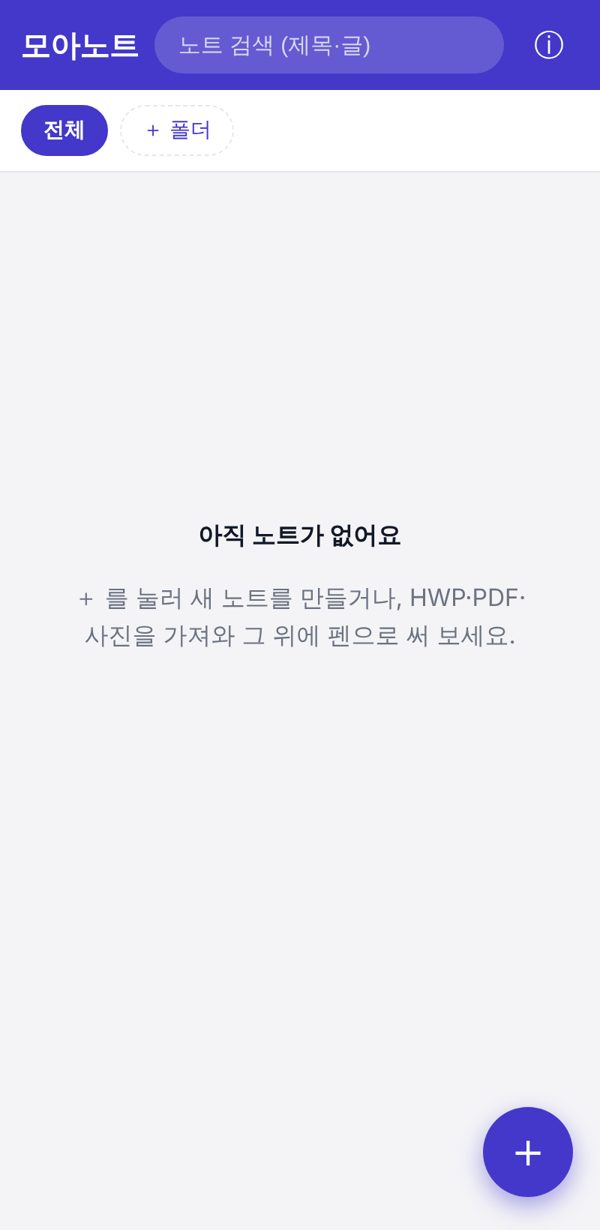 모아노트
노트 검색 (제목·글)
ⓘ
전체
+ 폴더
아직 노트가 없어요
+ 를 눌러 새 노트를 만들거나, HWP·PDF·
사진을 가져와 그 위에 펜으로 써 보세요.
+